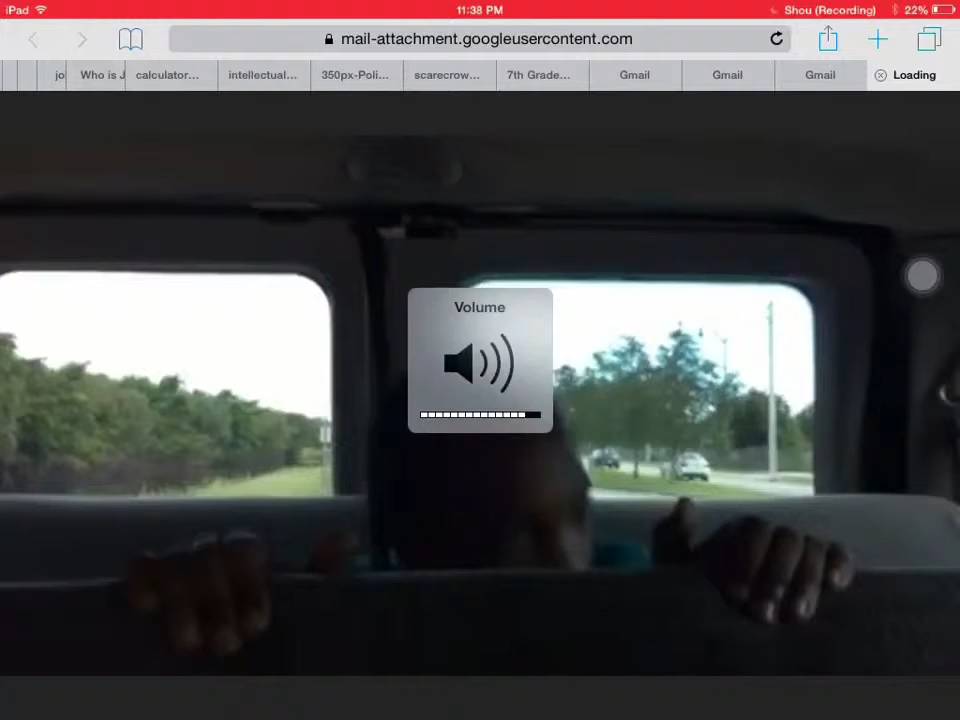 iPad 11:38 PM Shou (Recording) 22%
mail-attachment.googleusercontent.com
jo Who is J calculator... intellectual... 350px-Poli... scarecrow... 7th Grade... Gmail Gmail Gmail Loading
Volume